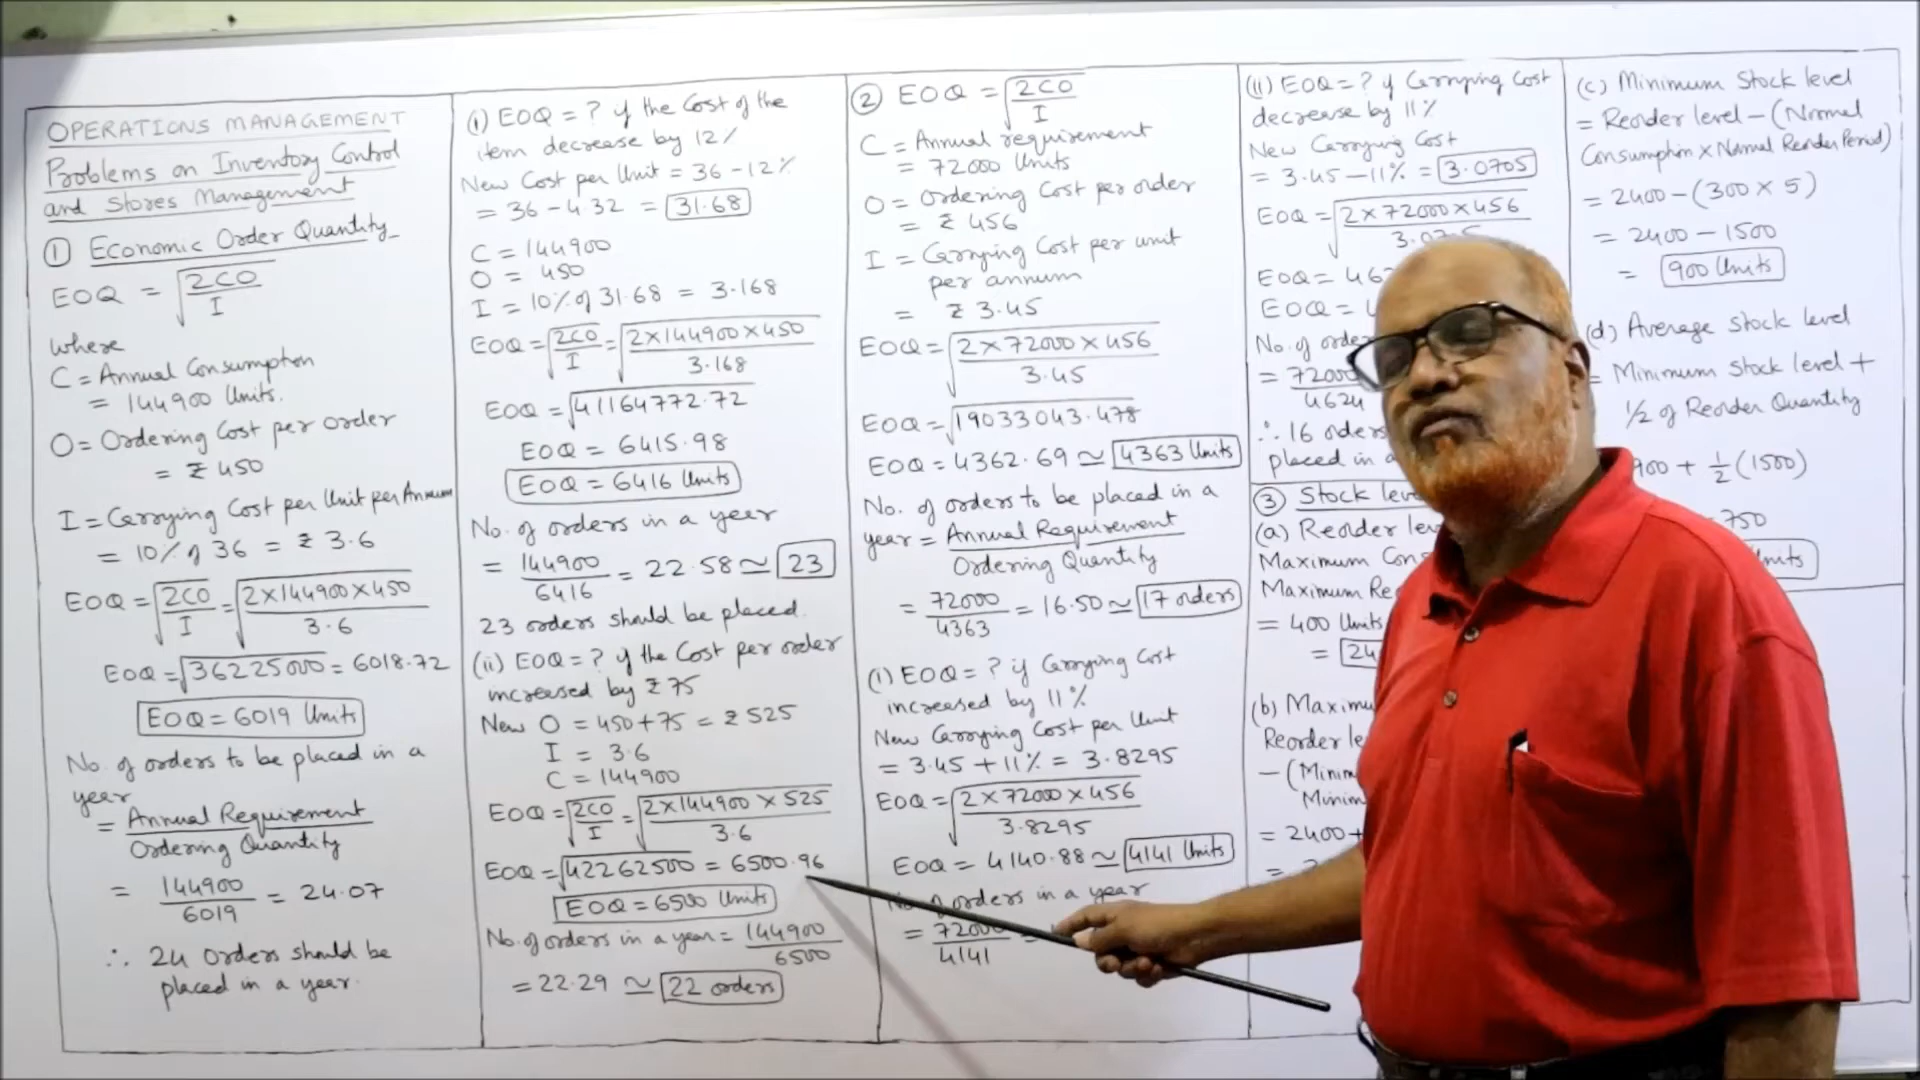 OPERATIONS MANAGEMENT
Problems on Inventory Control
and Stores Management
① Economic Order Quantity
EOQ = √(2CO/I)
where
C = Annual Consumption
= 144900 Units.
O = Ordering Cost per order
= ₹ 450
I = Carrying Cost per Unit per Annum
= 10% of 36 = ₹ 3.6
EOQ = √(2CO/I) = √(2×144900×450/3.6)
EOQ = √36225000 = 6018.72
EOQ = 6019 Units
No. of orders to be placed in a
year
= Annual Requirement
Ordering Quantity
= 144900/6019 = 24.07
∴ 24 orders should be
placed in a year.
(i) EOQ = ? if the Cost of the
item decrease by 12%
New Cost per Unit = 36 - 12%
= 36 - 4.32 = 31.68
C = 144900
O = 450
I = 10% of 31.68 = 3.168
EOQ = √(2CO/I) = √(2×144900×450/3.168)
EOQ = √41164772.72
EOQ = 6415.98
EOQ = 6416 Units
No. of orders in a year
= 144900/6416 = 22.58 ≃ 23
23 orders should be placed.
(ii) EOQ = ? if the Cost per order
increased by ₹ 75
New O = 450 + 75 = ₹ 525
I = 3.6
C = 144900
EOQ = √(2CO/I) = √(2×144900×525/3.6)
EOQ = √42262500 = 6500.96
EOQ = 6500 Units
No. of orders in a year = 144900/6500
= 22.29 ≃ 22 orders
② EOQ = √(2CO/I)
C = Annual requirement
= 72000 Units
O = Ordering Cost per order
= ₹ 456
I = Carrying Cost per unit
per annum
= ₹ 3.45
EOQ = √(2×72000×456/3.45)
EOQ = √19033043.478
EOQ = 4362.69 ≃ 4363 Units
No. of orders to be placed in a
year = Annual Requirement
Ordering Quantity
= 72000/4363 = 16.50 ≃ 17 orders
(i) EOQ = ? if Carrying Cost
increased by 11%
New Carrying Cost per Unit
= 3.45 + 11% = 3.8295
EOQ = √(2×72000×456/3.8295)
EOQ = 4140.88 ≃ 4141 Units
No. of orders in a year
= 72000/4141 =
(ii) EOQ = ? if Carrying Cost
decrease by 11%
New Carrying Cost
= 3.45 - 11% = 3.0705
EOQ = √(2×72000×456/3.0705)
EOQ = 462
EOQ =
No. of orde
= 72000/4624
∴ 16 orders
placed in a
③ Stock leve
(a) Reorder lev
Maximum Con
Maximum Re
= 400 Units
= 24
(b) Maximu
Reorder le
- (Minim
Minim
= 2400 +
=
(c) Minimum Stock level
= Reorder level - (Normal
Consumption × Normal Reorder Period)
= 2400 - (300 × 5)
= 2400 - 1500
= 900 Units
(d) Average Stock level
= Minimum Stock level +
1/2 of Reorder Quantity
900 + 1/2 (1500)
750
Units